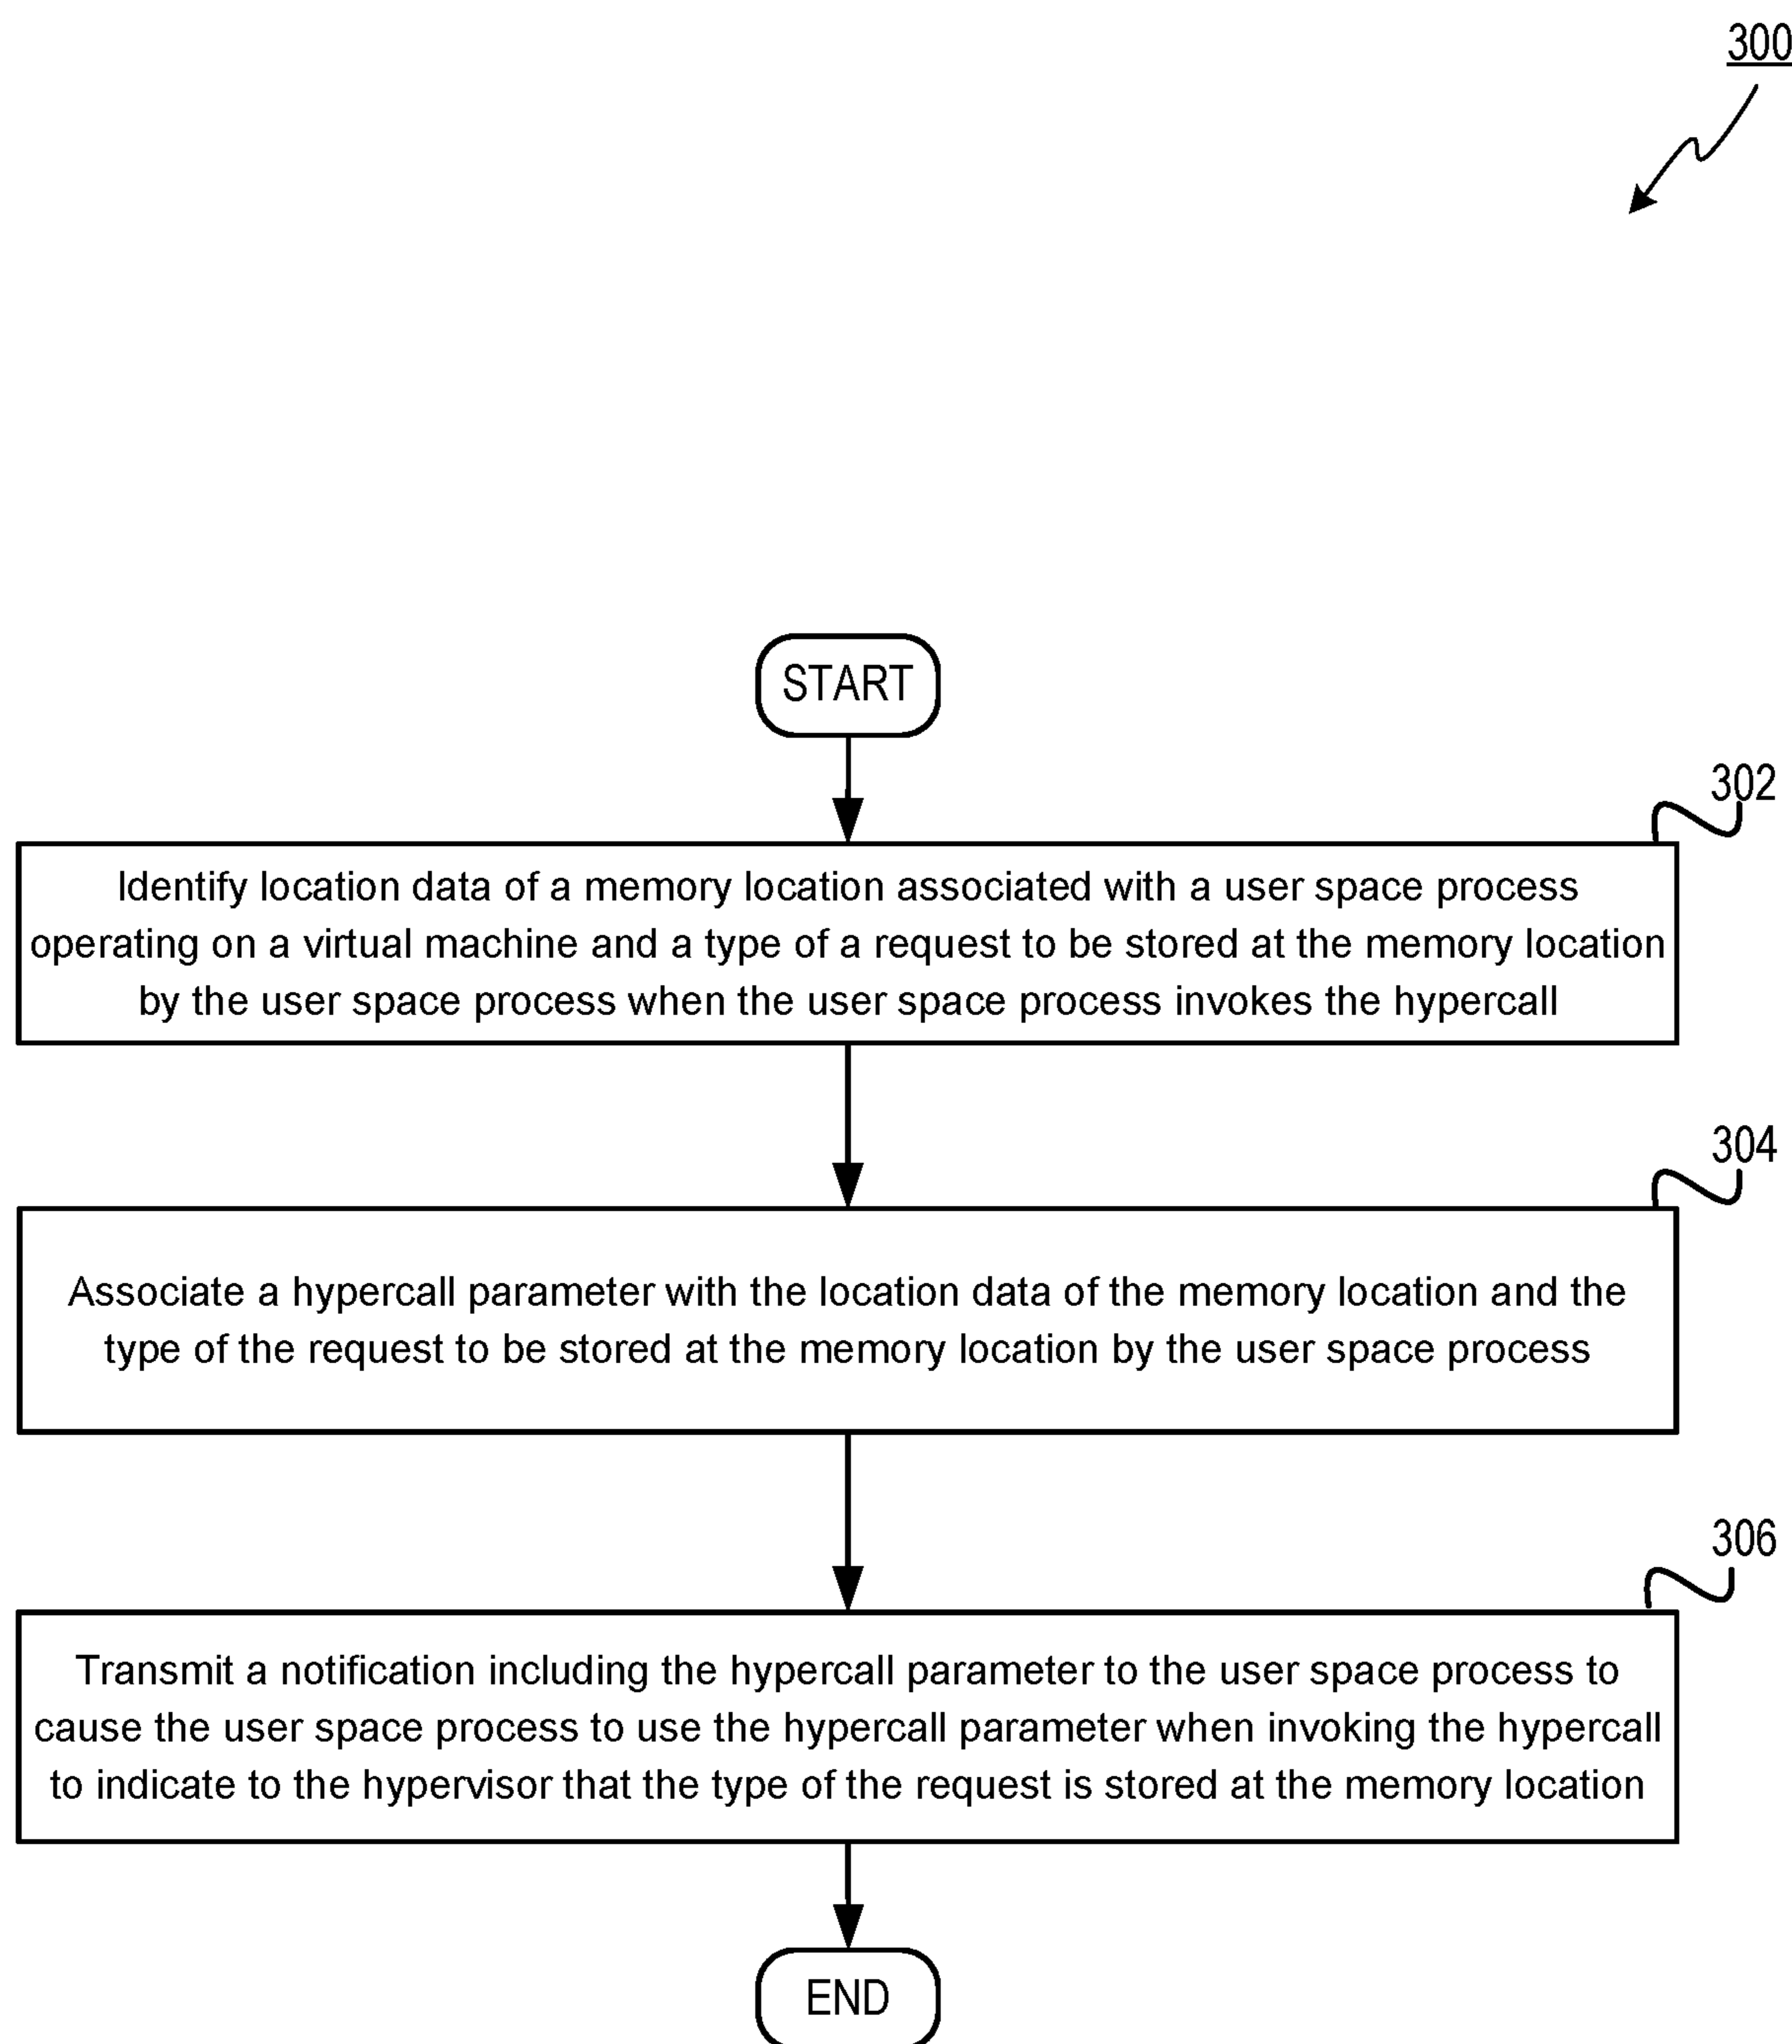 300
START
302
Identify location data of a memory location associated with a user space process
operating on a virtual machine and a type of a request to be stored at the memory location
by the user space process when the user space process invokes the hypercall
304
Associate a hypercall parameter with the location data of the memory location and the
type of the request to be stored at the memory location by the user space process
306
Transmit a notification including the hypercall parameter to the user space process to
cause the user space process to use the hypercall parameter when invoking the hypercall
to indicate to the hypervisor that the type of the request is stored at the memory location
END